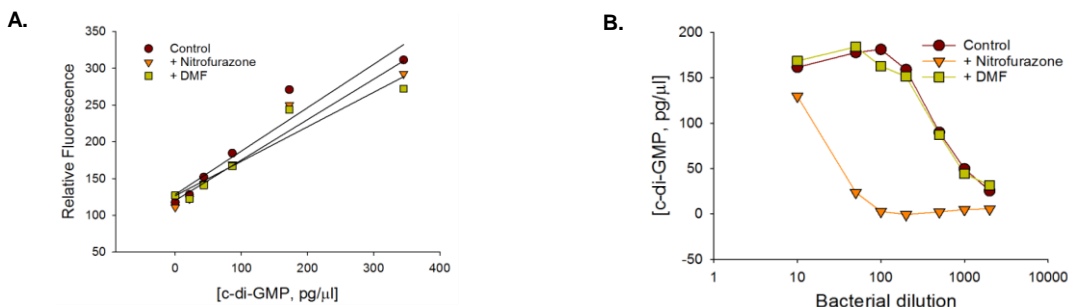 A.
350
300
250
200
150
100
50
Relative Fluorescence
Control
+ Nitrofurazone
+ DMF
0 100 200 300 400
[c-di-GMP, pg/µl]
B.
200
150
100
50
0
-50
[c-di-GMP, pg/µl]
Control
+ Nitrofurazone
+ DMF
1 10 100 1000 10000
Bacterial dilution